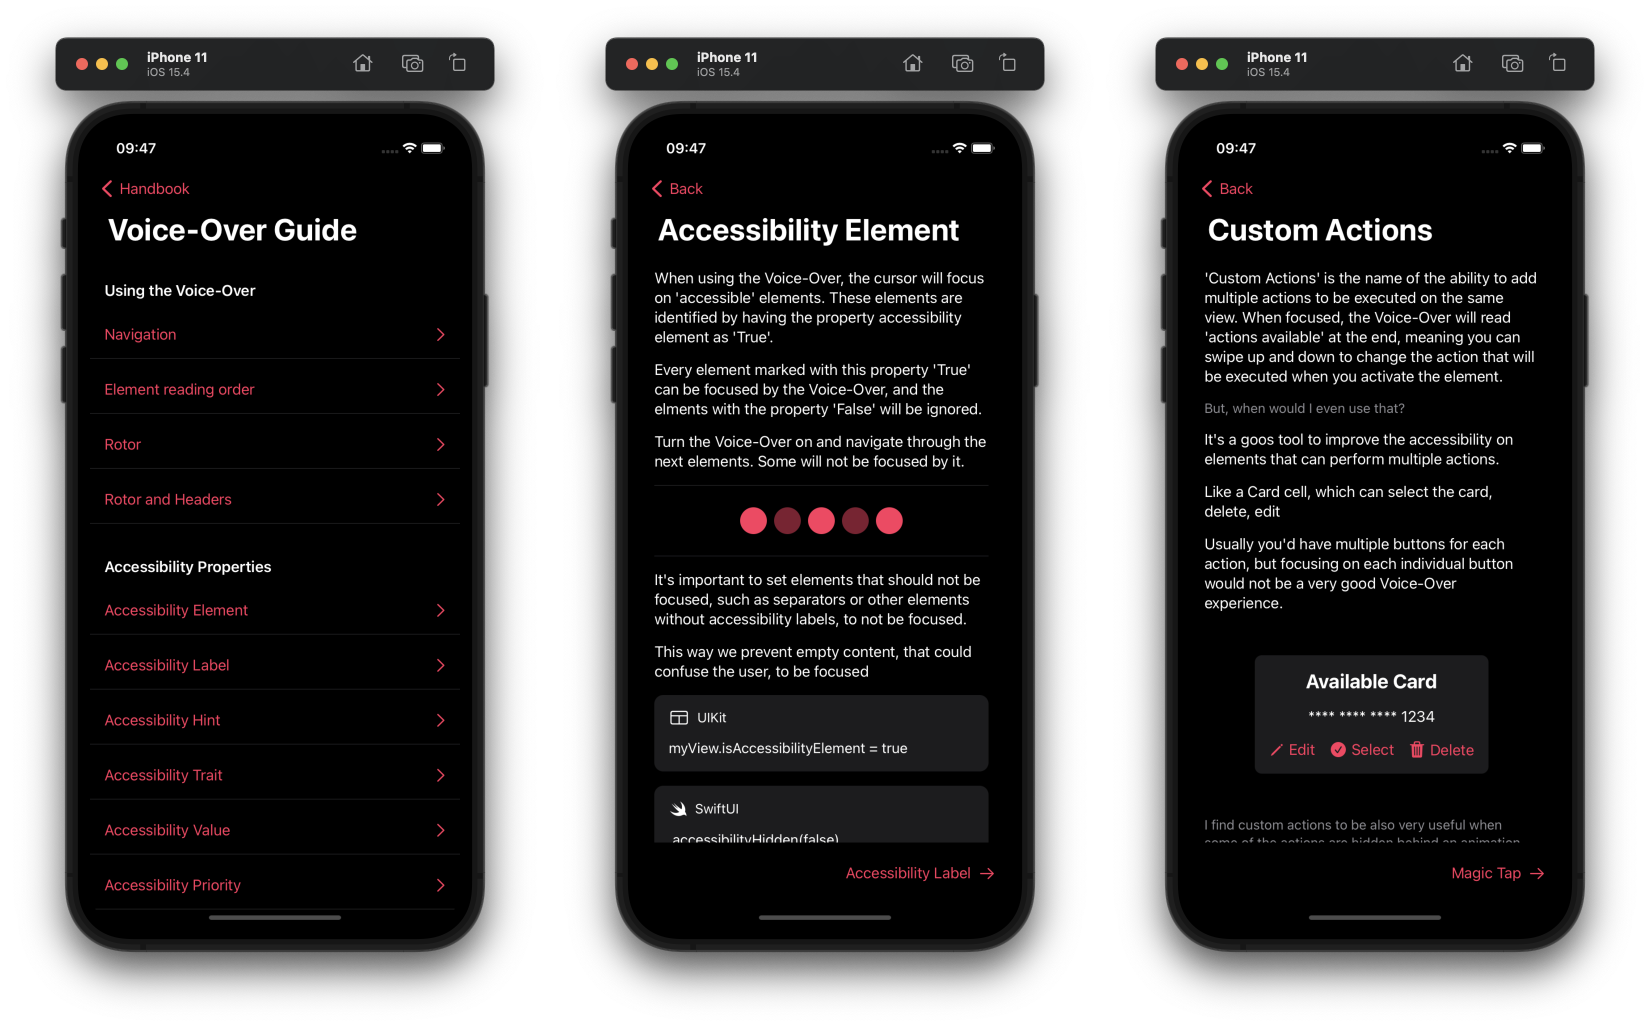 iPhone 11
iOS 15.4
09:47
Handbook
Voice-Over Guide
Using the Voice-Over
Navigation
Element reading order
Rotor
Rotor and Headers
Accessibility Properties
Accessibility Element
Accessibility Label
Accessibility Hint
Accessibility Trait
Accessibility Value
Accessibility Priority
iPhone 11
iOS 15.4
09:47
Back
Accessibility Element
When using the Voice-Over, the cursor will focus
on 'accessible' elements. These elements are
identified by having the property accessibility
element as 'True'.
Every element marked with this property 'True'
can be focused by the Voice-Over, and the
elments with the property 'False' will be ignored.
Turn the Voice-Over on and navigate through the
next elements. Some will not be focused by it.
It's important to set elements that should not be
focused, such as separators or other elements
without accessibility labels, to not be focused.
This way we prevent empty content, that could
confuse the user, to be focused
UIKit
myView.isAccessibilityElement = true
SwiftUI
accessibilityHidden(false)
Accessibility Label →
iPhone 11
iOS 15.4
09:47
Back
Custom Actions
'Custom Actions' is the name of the ability to add
multiple actions to be executed on the same
view. When focused, the Voice-Over will read
'actions available' at the end, meaning you can
swipe up and down to change the action that will
be executed when you activate the element.
But, when would I even use that?
It's a goos tool to improve the accessibility on
elements that can perform multiple actions.
Like a Card cell, which can select the card,
delete, edit
Usually you'd have multiple buttons for each
action, but focusing on each individual button
would not be a very good Voice-Over
experience.
Available Card
**** **** **** 1234
Edit Select Delete
I find custom actions to be also very useful when
some of the actions are hidden behind an animation
Magic Tap →